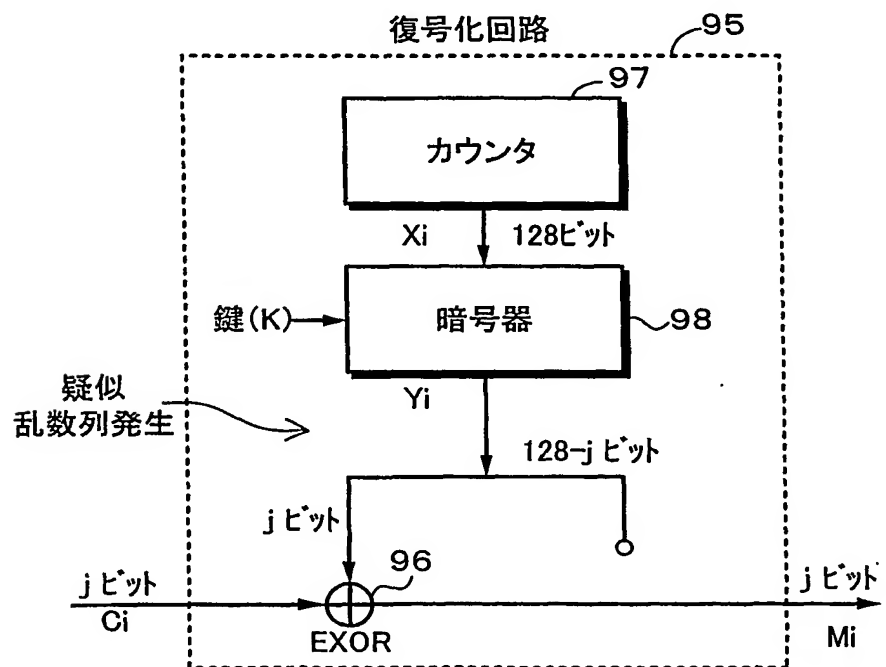 復号化回路
95
97
カウンタ
Xi
128ビット
鍵(K)
暗号器
98
疑似
乱数列発生
Yi
128-j ビット
j ビット
96
j ビット
Ci
EXOR
j ビット
Mi